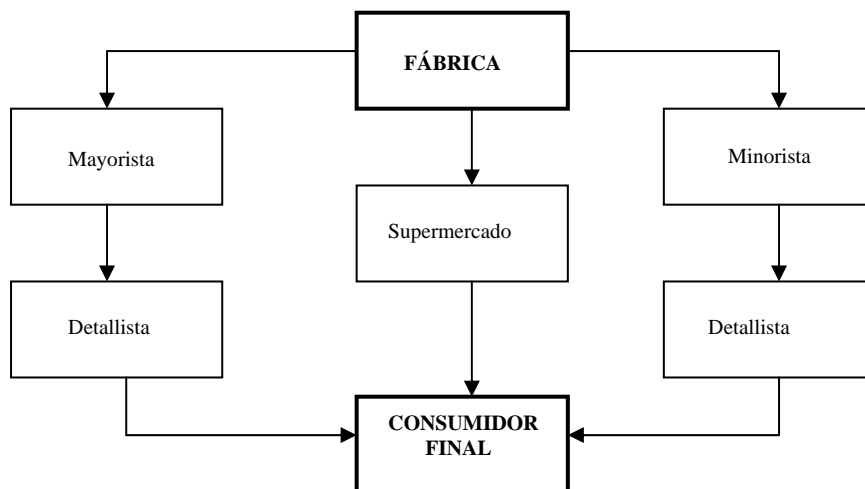 FÁBRICA
Mayorista
Minorista
Supermercado
Detallista
Detallista
CONSUMIDOR
FINAL